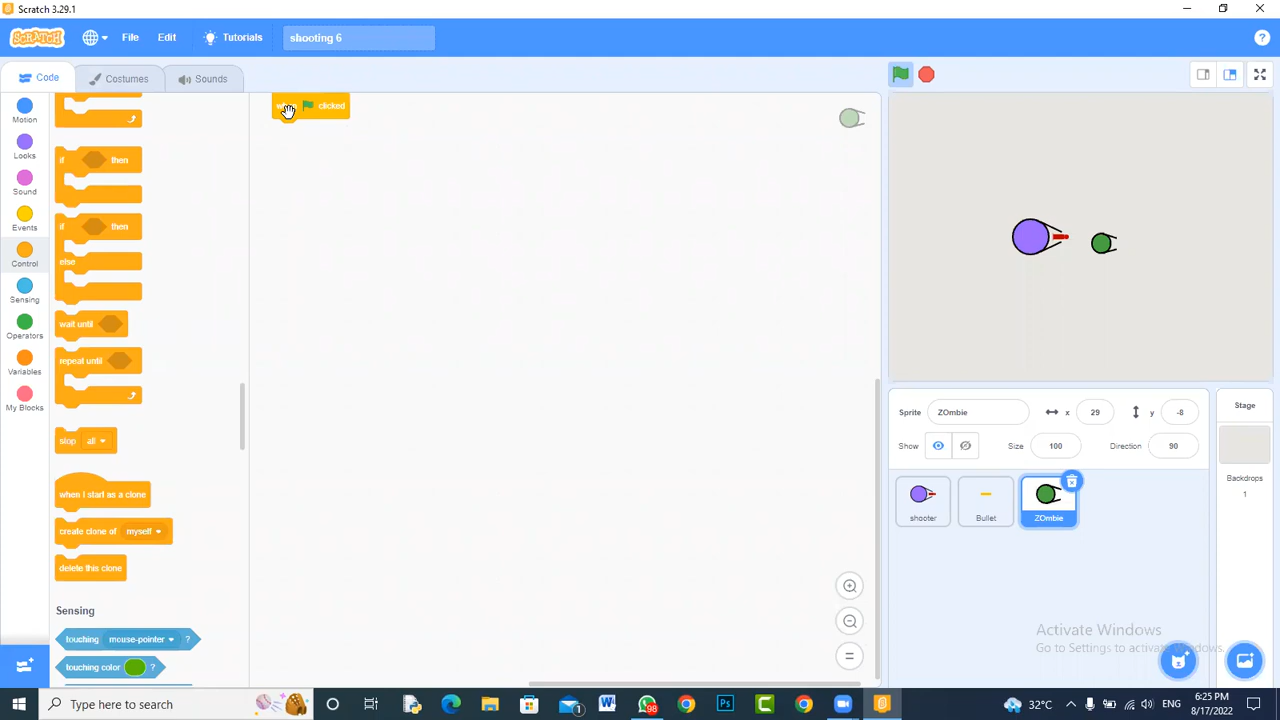 Scratch 3.29.1
SCRATCH
File
Edit
Tutorials
shooting 6
Code
Costumes
Sounds
Motion
Looks
Sound
Events
Control
Sensing
Operators
Variables
My Blocks
if then
if then
else
wait until
repeat until
stop all
when I start as a clone
create clone of myself
delete this clone
Sensing
touching mouse-pointer ?
touching color ?
clicked
Sprite ZOmbie x 29 y -8
Show Size 100 Direction 90
shooter
Bullet
ZOmbie
Stage
Backdrops
1
Activate Windows
Go to Settings to activate Windows.
Type here to search
98
1
32°C
6:25 PM
8/17/2022